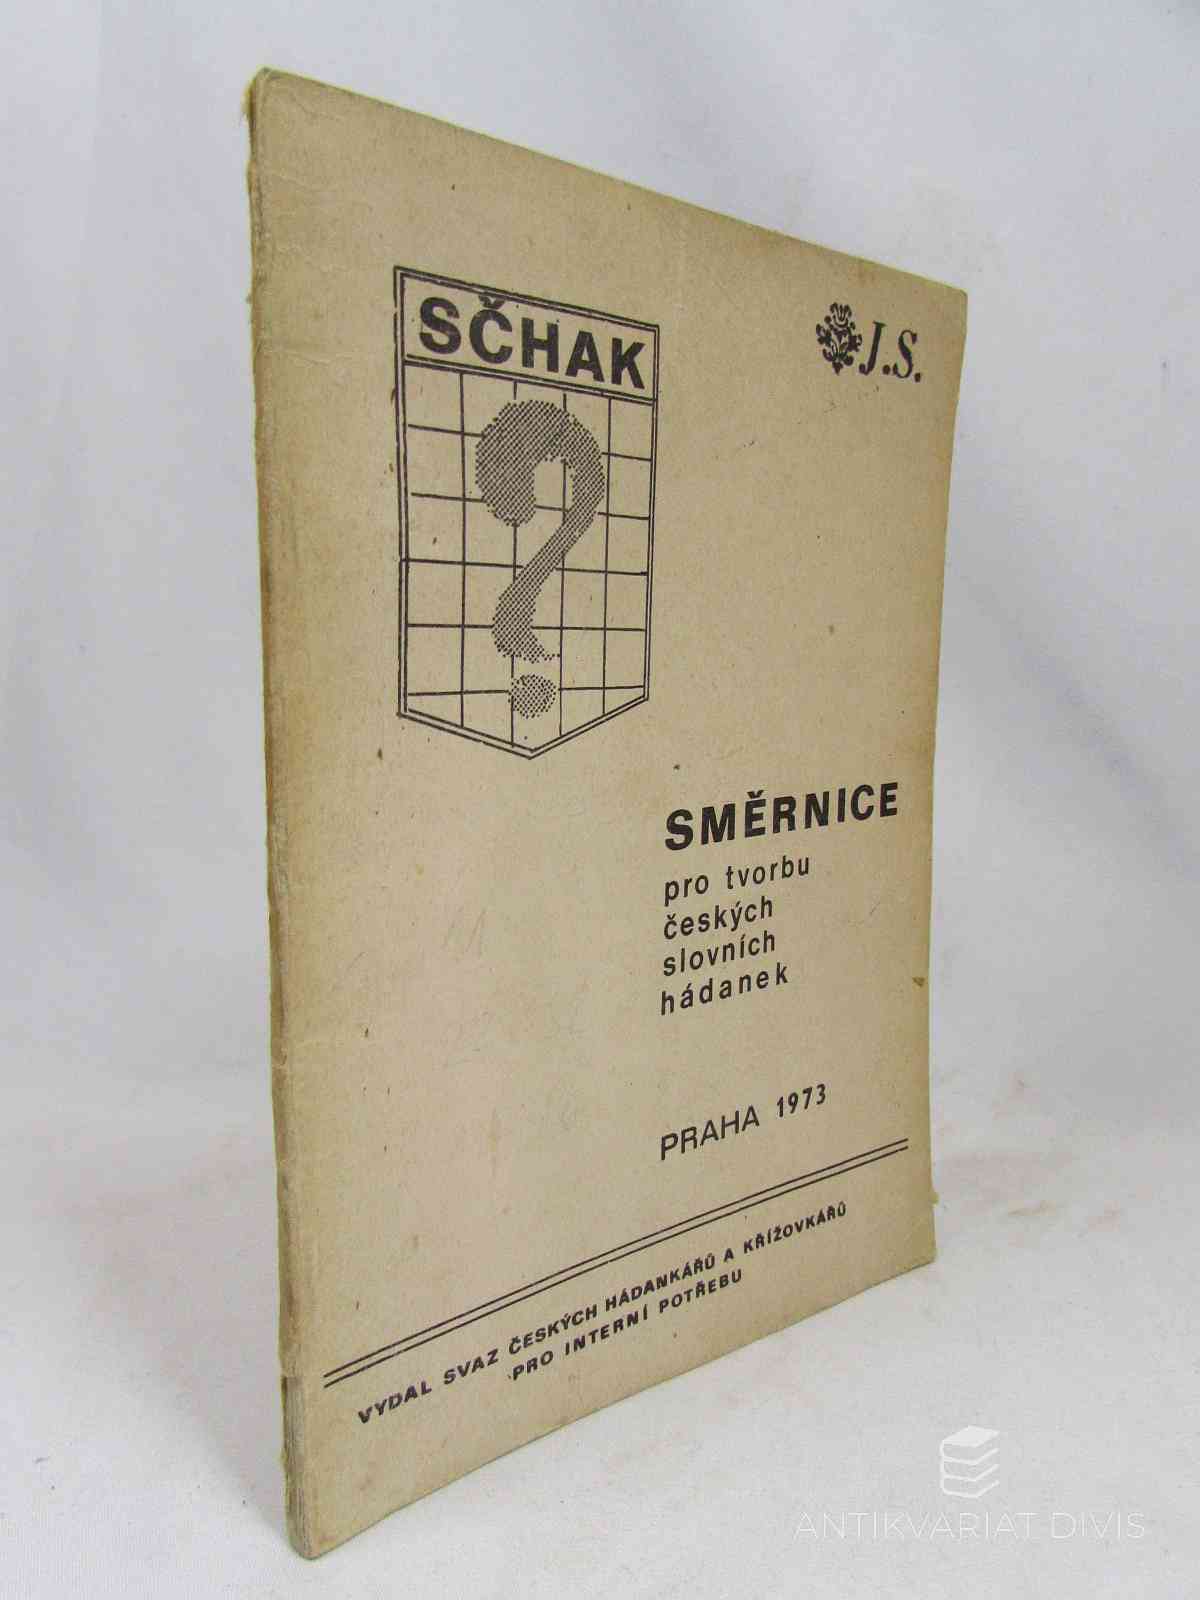 SČHAK
J.S.
SMĚRNICE
pro tvorbu
českých
slovních
hádanek
PRAHA 1973
VYDAL SVAZ ČESKÝCH HÁDANKÁŘŮ A KŘÍŽOVKÁŘŮ
PRO INTERNÍ POTŘEBU
ANTIKVARIAT DIVIS